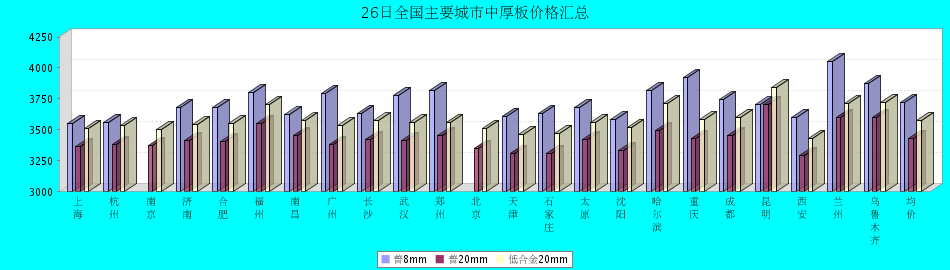 26日全国主要城市中厚板价格汇总
4250
4000
3750
3500
3250
3000
上海
杭州
南京
济南
合肥
福州
南昌
广州
长沙
武汉
郑州
北京
天津
石家庄
太原
沈阳
哈尔滨
重庆
成都
昆明
西安
兰州
乌鲁木齐
均价
普8mm 普20mm 低合金20mm